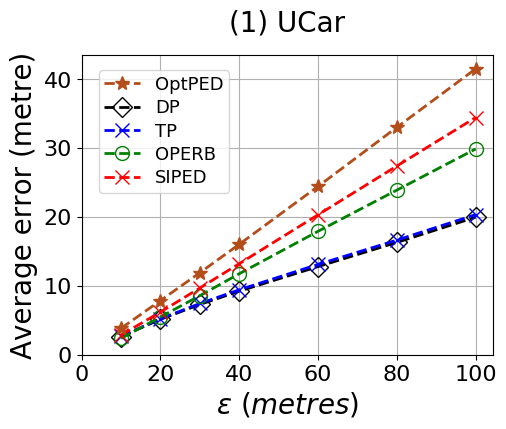 (1) UCar
Average error (metre)
40
30
20
10
0
OptPED
DP
TP
OPERB
SIPED
0 20 40 60 80 100
ε (metres)